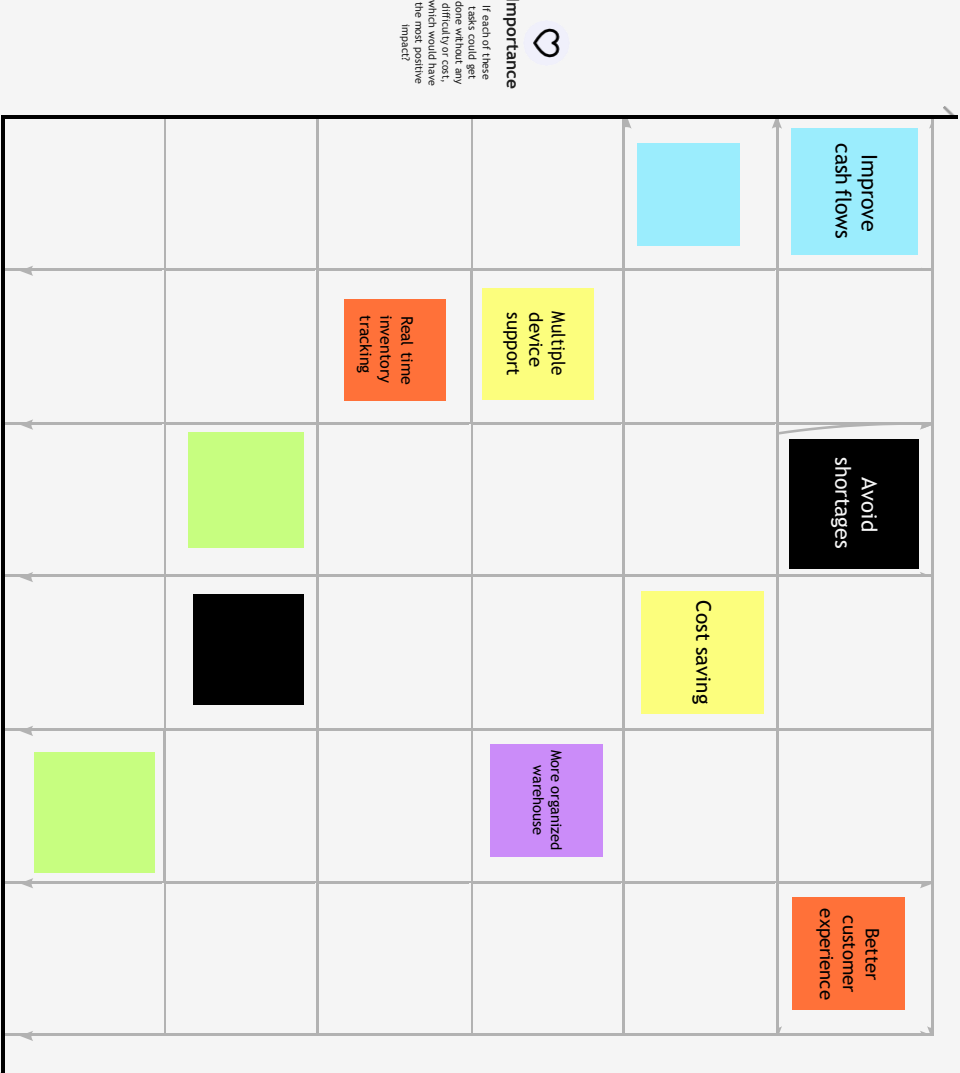 Importance
If each of these
tasks could get
done without any
difficulty or cost,
which would have
the most positive
impact?
Improve
cash flows
Multiple
device
support
Real time
inventory
tracking
Avoid
shortages
Cost saving
More organized
warehouse
Better
customer
experience